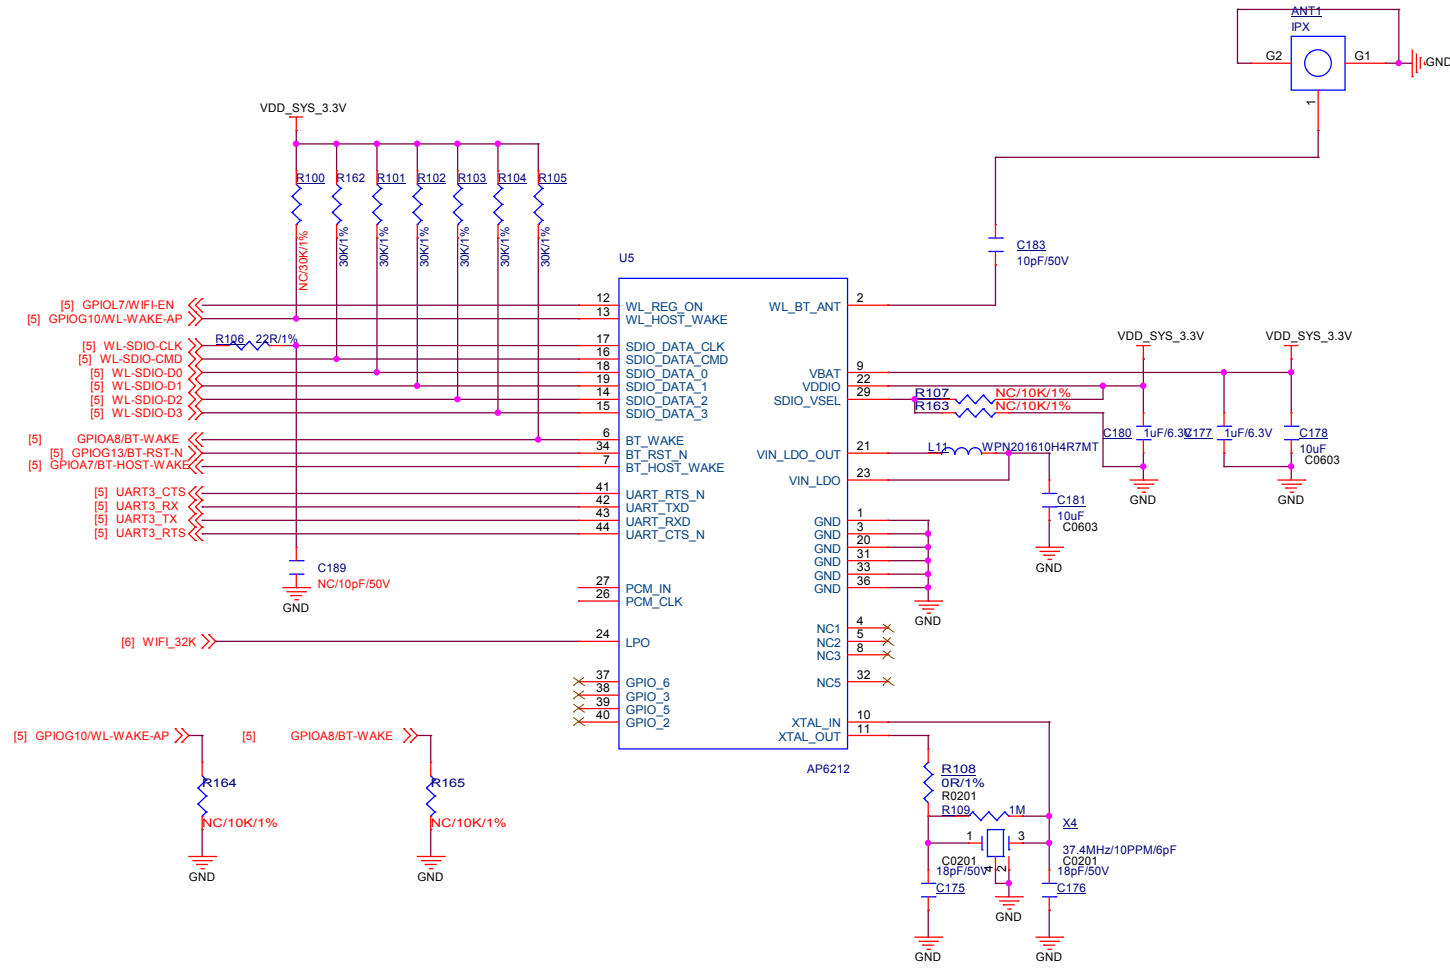 ANT1
IPX
G2
G1
GND
1
VDD_SYS_3.3V
R100
R162
R101
R102
R103
R104
R105
NC/30K/1%
30K/1%
30K/1%
30K/1%
30K/1%
30K/1%
30K/1%
C183
10pF/50V
U5
[5] GPIOL7/WIFI-EN
[5] GPIOG10/WL-WAKE-AP
[5] WL-SDIO-CLK
R106 22R/1%
[5] WL-SDIO-CMD
[5] WL-SDIO-D0
[5] WL-SDIO-D1
[5] WL-SDIO-D2
[5] WL-SDIO-D3
[5] GPIOA8/BT-WAKE
[5] GPIOG13/BT-RST-N
[5] GPIOA7/BT-HOST-WAKE
[5] UART3_CTS
[5] UART3_RX
[5] UART3_TX
[5] UART3_RTS
C189
NC/10pF/50V
GND
[6] WIFI_32K
12 WL_REG_ON
13 WL_HOST_WAKE
17 SDIO_DATA_CLK
16 SDIO_DATA_CMD
18 SDIO_DATA_0
19 SDIO_DATA_1
14 SDIO_DATA_2
15 SDIO_DATA_3
6 BT_WAKE
34 BT_RST_N
7 BT_HOST_WAKE
41 UART_RTS_N
42 UART_TXD
43 UART_RXD
44 UART_CTS_N
27 PCM_IN
26 PCM_CLK
24 LPO
37 GPIO_6
38 GPIO_3
39 GPIO_5
40 GPIO_2
WL_BT_ANT 2
VBAT 9
VDDIO 22
SDIO_VSEL 29
VIN_LDO_OUT 21
VIN_LDO 23
GND 1
GND 3
GND 20
GND 31
GND 33
GND 36
NC1 4
NC2 5
NC3 8
NC5 32
XTAL_IN 10
XTAL_OUT 11
AP6212
VDD_SYS_3.3V
VDD_SYS_3.3V
R107 NC/10K/1%
R163 NC/10K/1%
C180 1uF/6.3V
C177 1uF/6.3V
C178
10uF
C0603
GND
GND
L11 WPN201610H4R7MT
C181
10uF
C0603
GND
GND
[5] GPIOG10/WL-WAKE-AP
R164
NC/10K/1%
GND
[5] GPIOA8/BT-WAKE
R165
NC/10K/1%
GND
R108
0R/1%
R0201
R109 1M
X4
37.4MHz/10PPM/6pF
1
3
4
2
C0201
18pF/50V
C175
C0201
18pF/50V
C176
GND
GND
GND